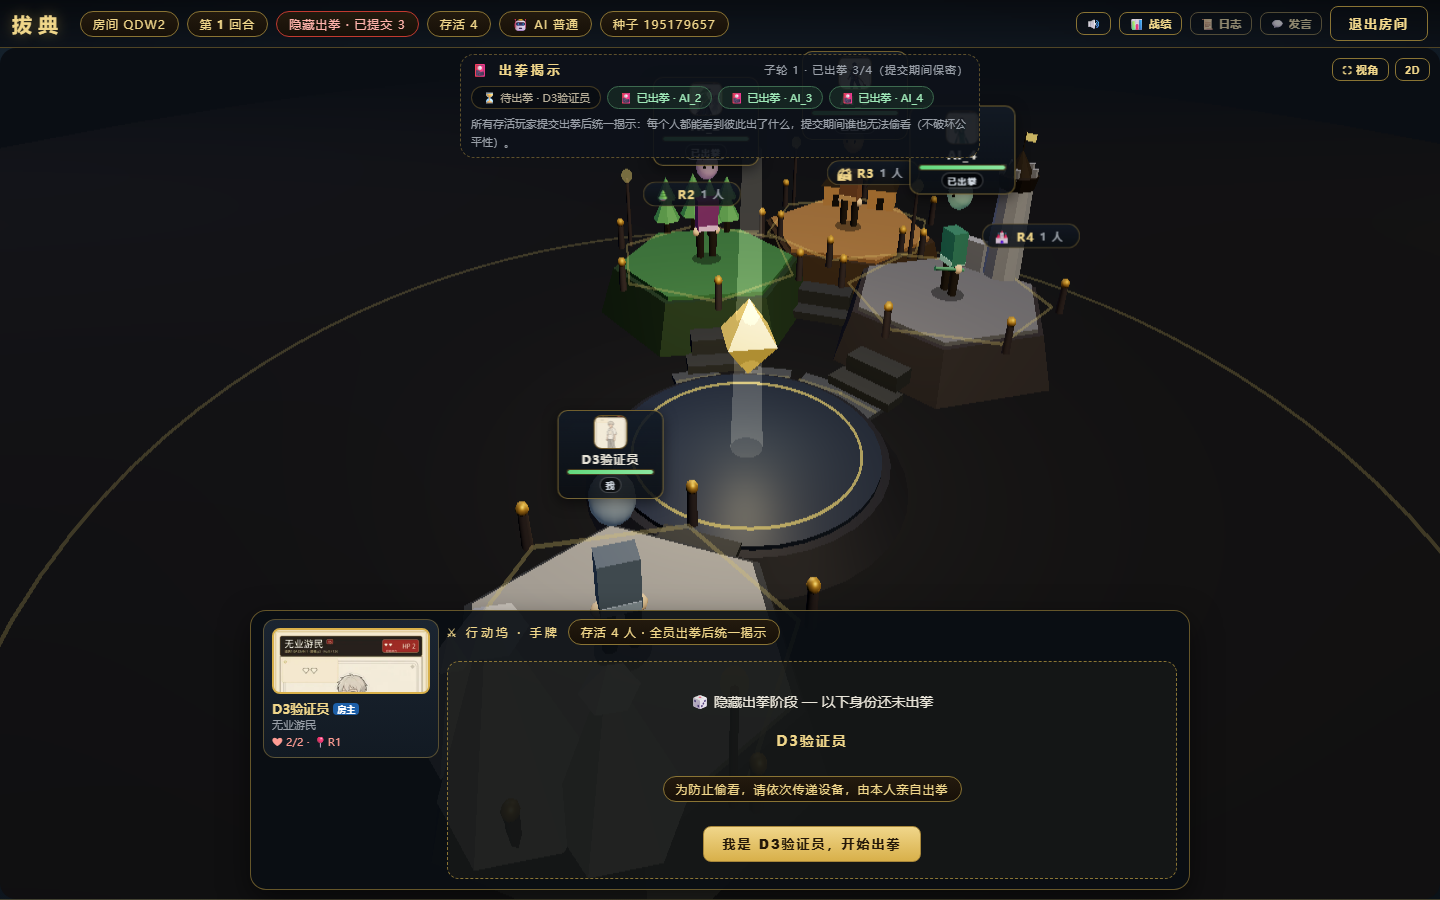 拔典
房间 QDW2
第 1 回合
隐藏出拳 · 已提交 3
存活 4
AI 普通
种子 195179657
战绩
日志
发言
退出房间
视角
2D
出拳揭示
子轮 1 · 已出拳 3/4（提交期间保密）
待出拳 · D3验证员
已出拳 · AI_2
已出拳 · AI_3
已出拳 · AI_4
所有存活玩家提交出拳后统一揭示：每个人都能看到彼此出了什么，提交期间谁也无法偷看（不破坏公
平性）。
已出拳
已出拳
R2 1 人
R3 1 人
R4 1 人
D3验证员
我
行动坞 · 手牌
存活 4 人 · 全员出拳后统一揭示
无业游民
HP 2
D3验证员
房主
无业游民
2/2 · R1
隐藏出拳阶段 — 以下身份还未出拳
D3验证员
为防止偷看，请依次传递设备，由本人亲自出拳
我是 D3验证员，开始出拳